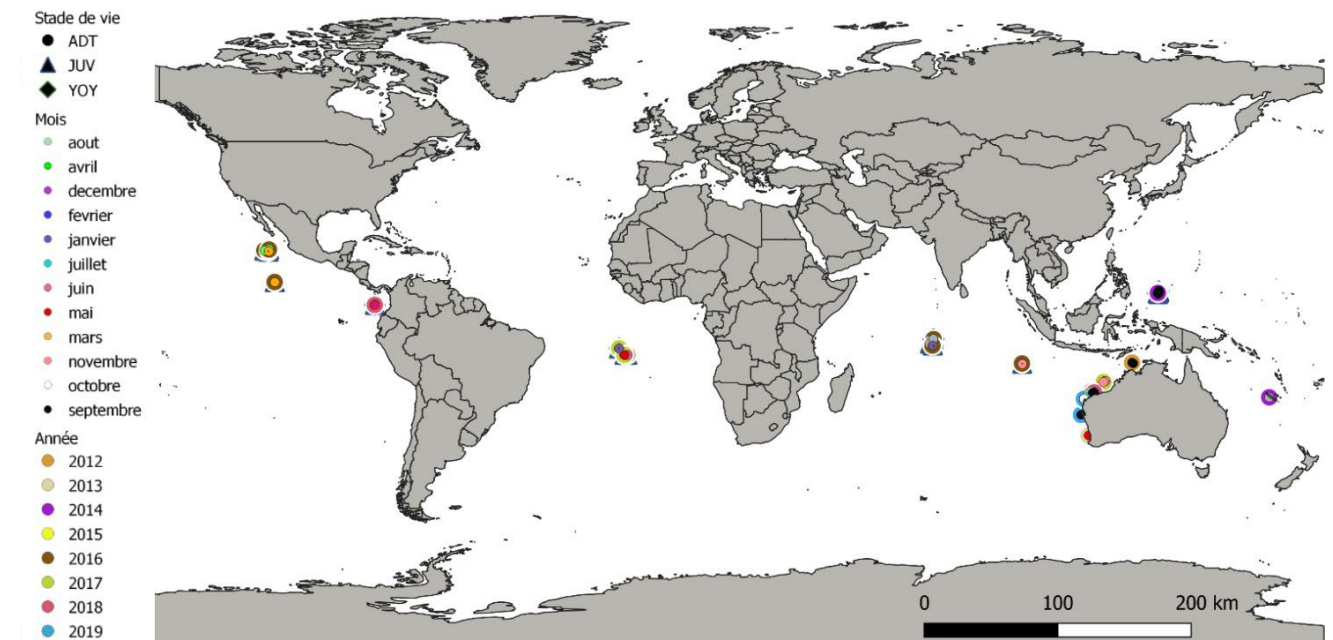 Stade de vie
ADT
JUV
YOY
Mois
aout
avril
decembre
fevrier
janvier
juillet
juin
mai
mars
novembre
octobre
septembre
Année
2012
2013
2014
2015
2016
2017
2018
2019
0 100 200 km